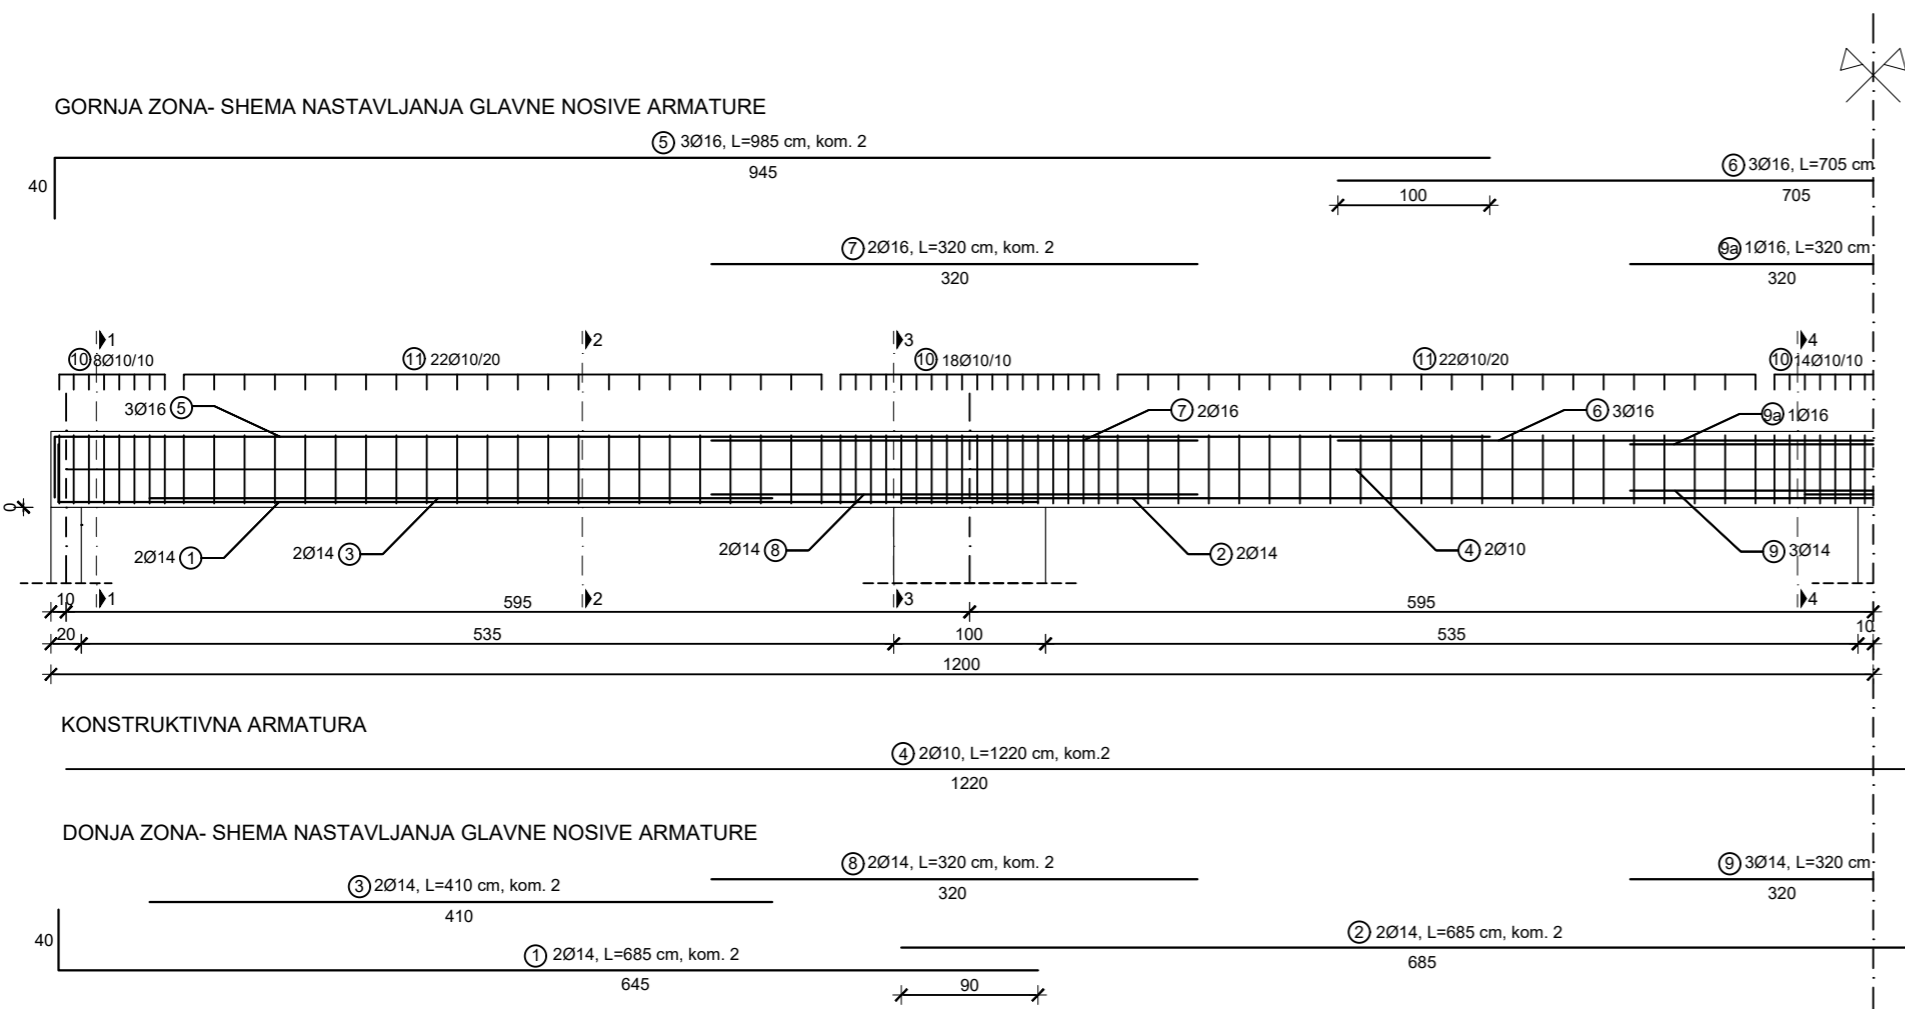 GORNJA ZONA- SHEMA NASTAVLJANJA GLAVNE NOSIVE ARMATURE
5 3Ø16, L=985 cm, kom. 2
945
40
6 3Ø16, L=705 cm
705
100
7 2Ø16, L=320 cm, kom. 2
320
9a 1Ø16, L=320 cm
320
1
2
3
4
10 8Ø10/10
11 22Ø10/20
10 18Ø10/10
11 22Ø10/20
10 14Ø10/10
3Ø16 5
7 2Ø16
6 3Ø16
9a 1Ø16
0
2Ø14 1
2Ø14 3
2Ø14 8
2 2Ø14
4 2Ø10
9 3Ø14
1
2
3
4
10
595
595
20
535
100
535
10
1200
KONSTRUKTIVNA ARMATURA
4 2Ø10, L=1220 cm, kom.2
1220
DONJA ZONA- SHEMA NASTAVLJANJA GLAVNE NOSIVE ARMATURE
8 2Ø14, L=320 cm, kom. 2
320
9 3Ø14, L=320 cm
320
3 2Ø14, L=410 cm, kom. 2
410
40
2 2Ø14, L=685 cm, kom. 2
685
1 2Ø14, L=685 cm, kom. 2
645
90